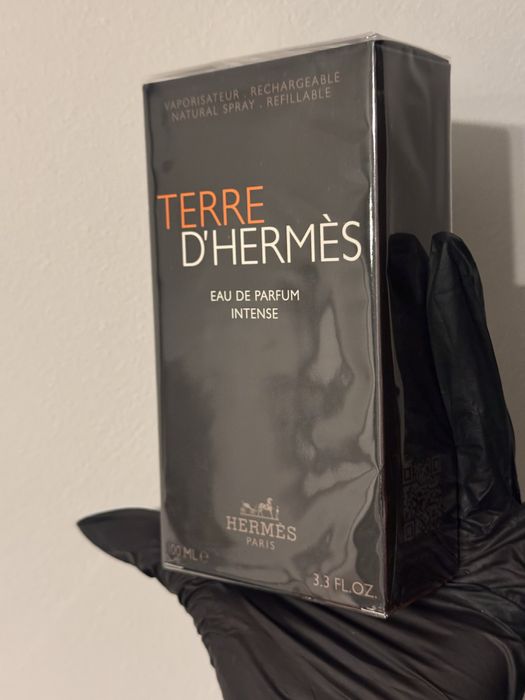 VAPORISATEUR . RECHARGEABLE
NATURAL SPRAY . REFILLABLE
TERRE
D'HERMÈS
EAU DE PARFUM
INTENSE
HERMÈS
PARIS
100 ML ℮
3.3 FL.OZ.